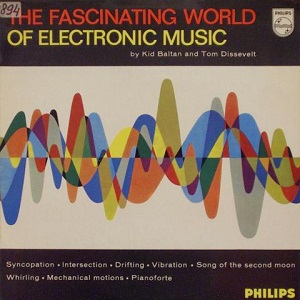 894
THE FASCINATING WORLD
OF ELECTRONIC MUSIC
by Kid Baltan and Tom Dissevelt
PHILIPS
Syncopation • Intersection • Drifting • Vibration • Song of the second moon
Whirling • Mechanical motions • Pianoforte
PHILIPS